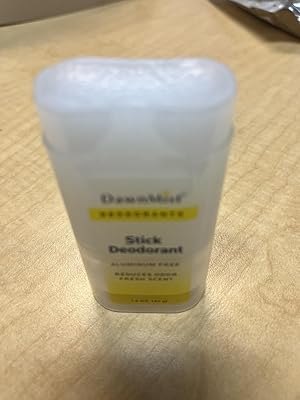 DawnMist
DEODORANTS
Stick
Deodorant
ALUMINUM FREE
REDUCES ODOR
FRESH SCENT